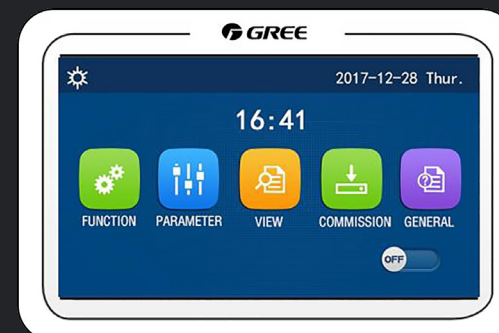 GREE
2017-12-28 Thur.
16:41
FUNCTION PARAMETER VIEW COMMISSION GENERAL
OFF